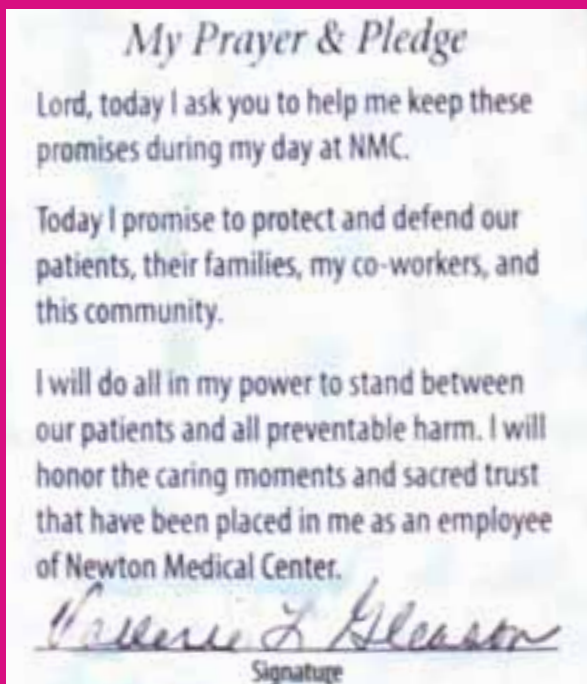 My Prayer & Pledge
Lord, today I ask you to help me keep these
promises during my day at NMC.
Today I promise to protect and defend our
patients, their families, my co-workers, and
this community.
I will do all in my power to stand between
our patients and all preventable harm. I will
honor the caring moments and sacred trust
that have been placed in me as an employee
of Newton Medical Center.
Vallerie L Gleason
Signature